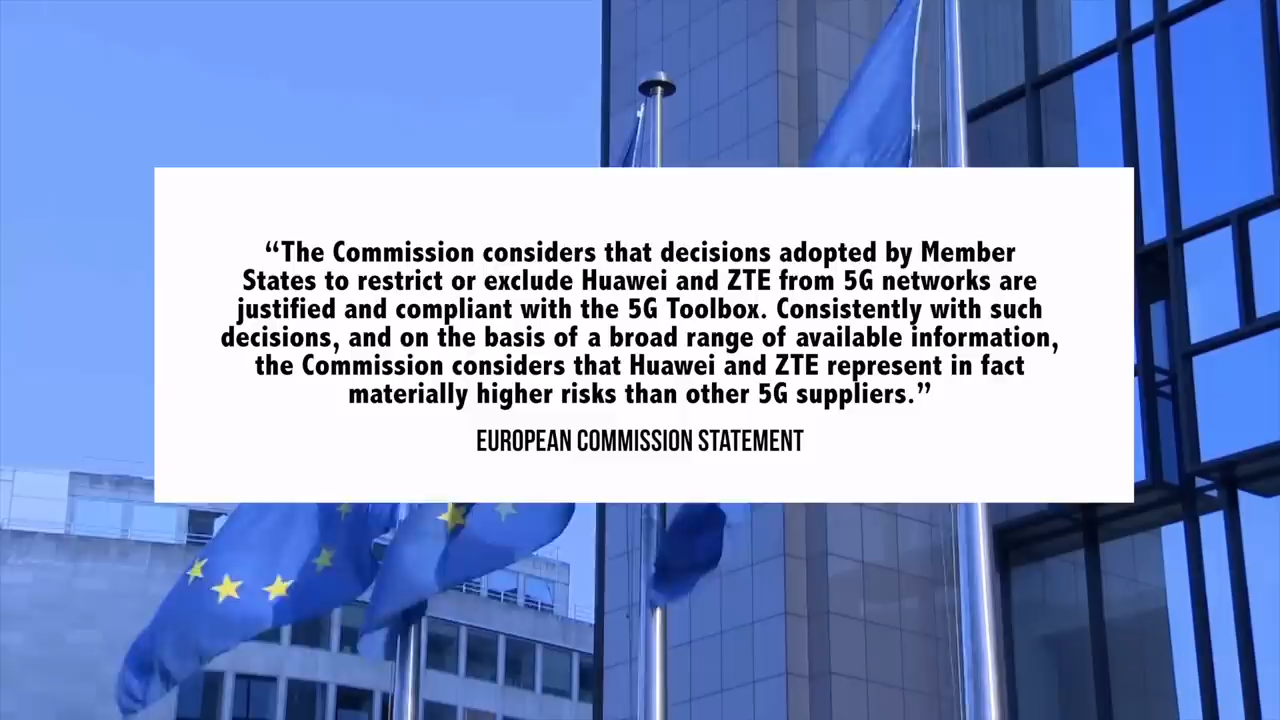 “The Commission considers that decisions adopted by Member
States to restrict or exclude Huawei and ZTE from 5G networks are
justified and compliant with the 5G Toolbox. Consistently with such
decisions, and on the basis of a broad range of available information,
the Commission considers that Huawei and ZTE represent in fact
materially higher risks than other 5G suppliers.”
EUROPEAN COMMISSION STATEMENT